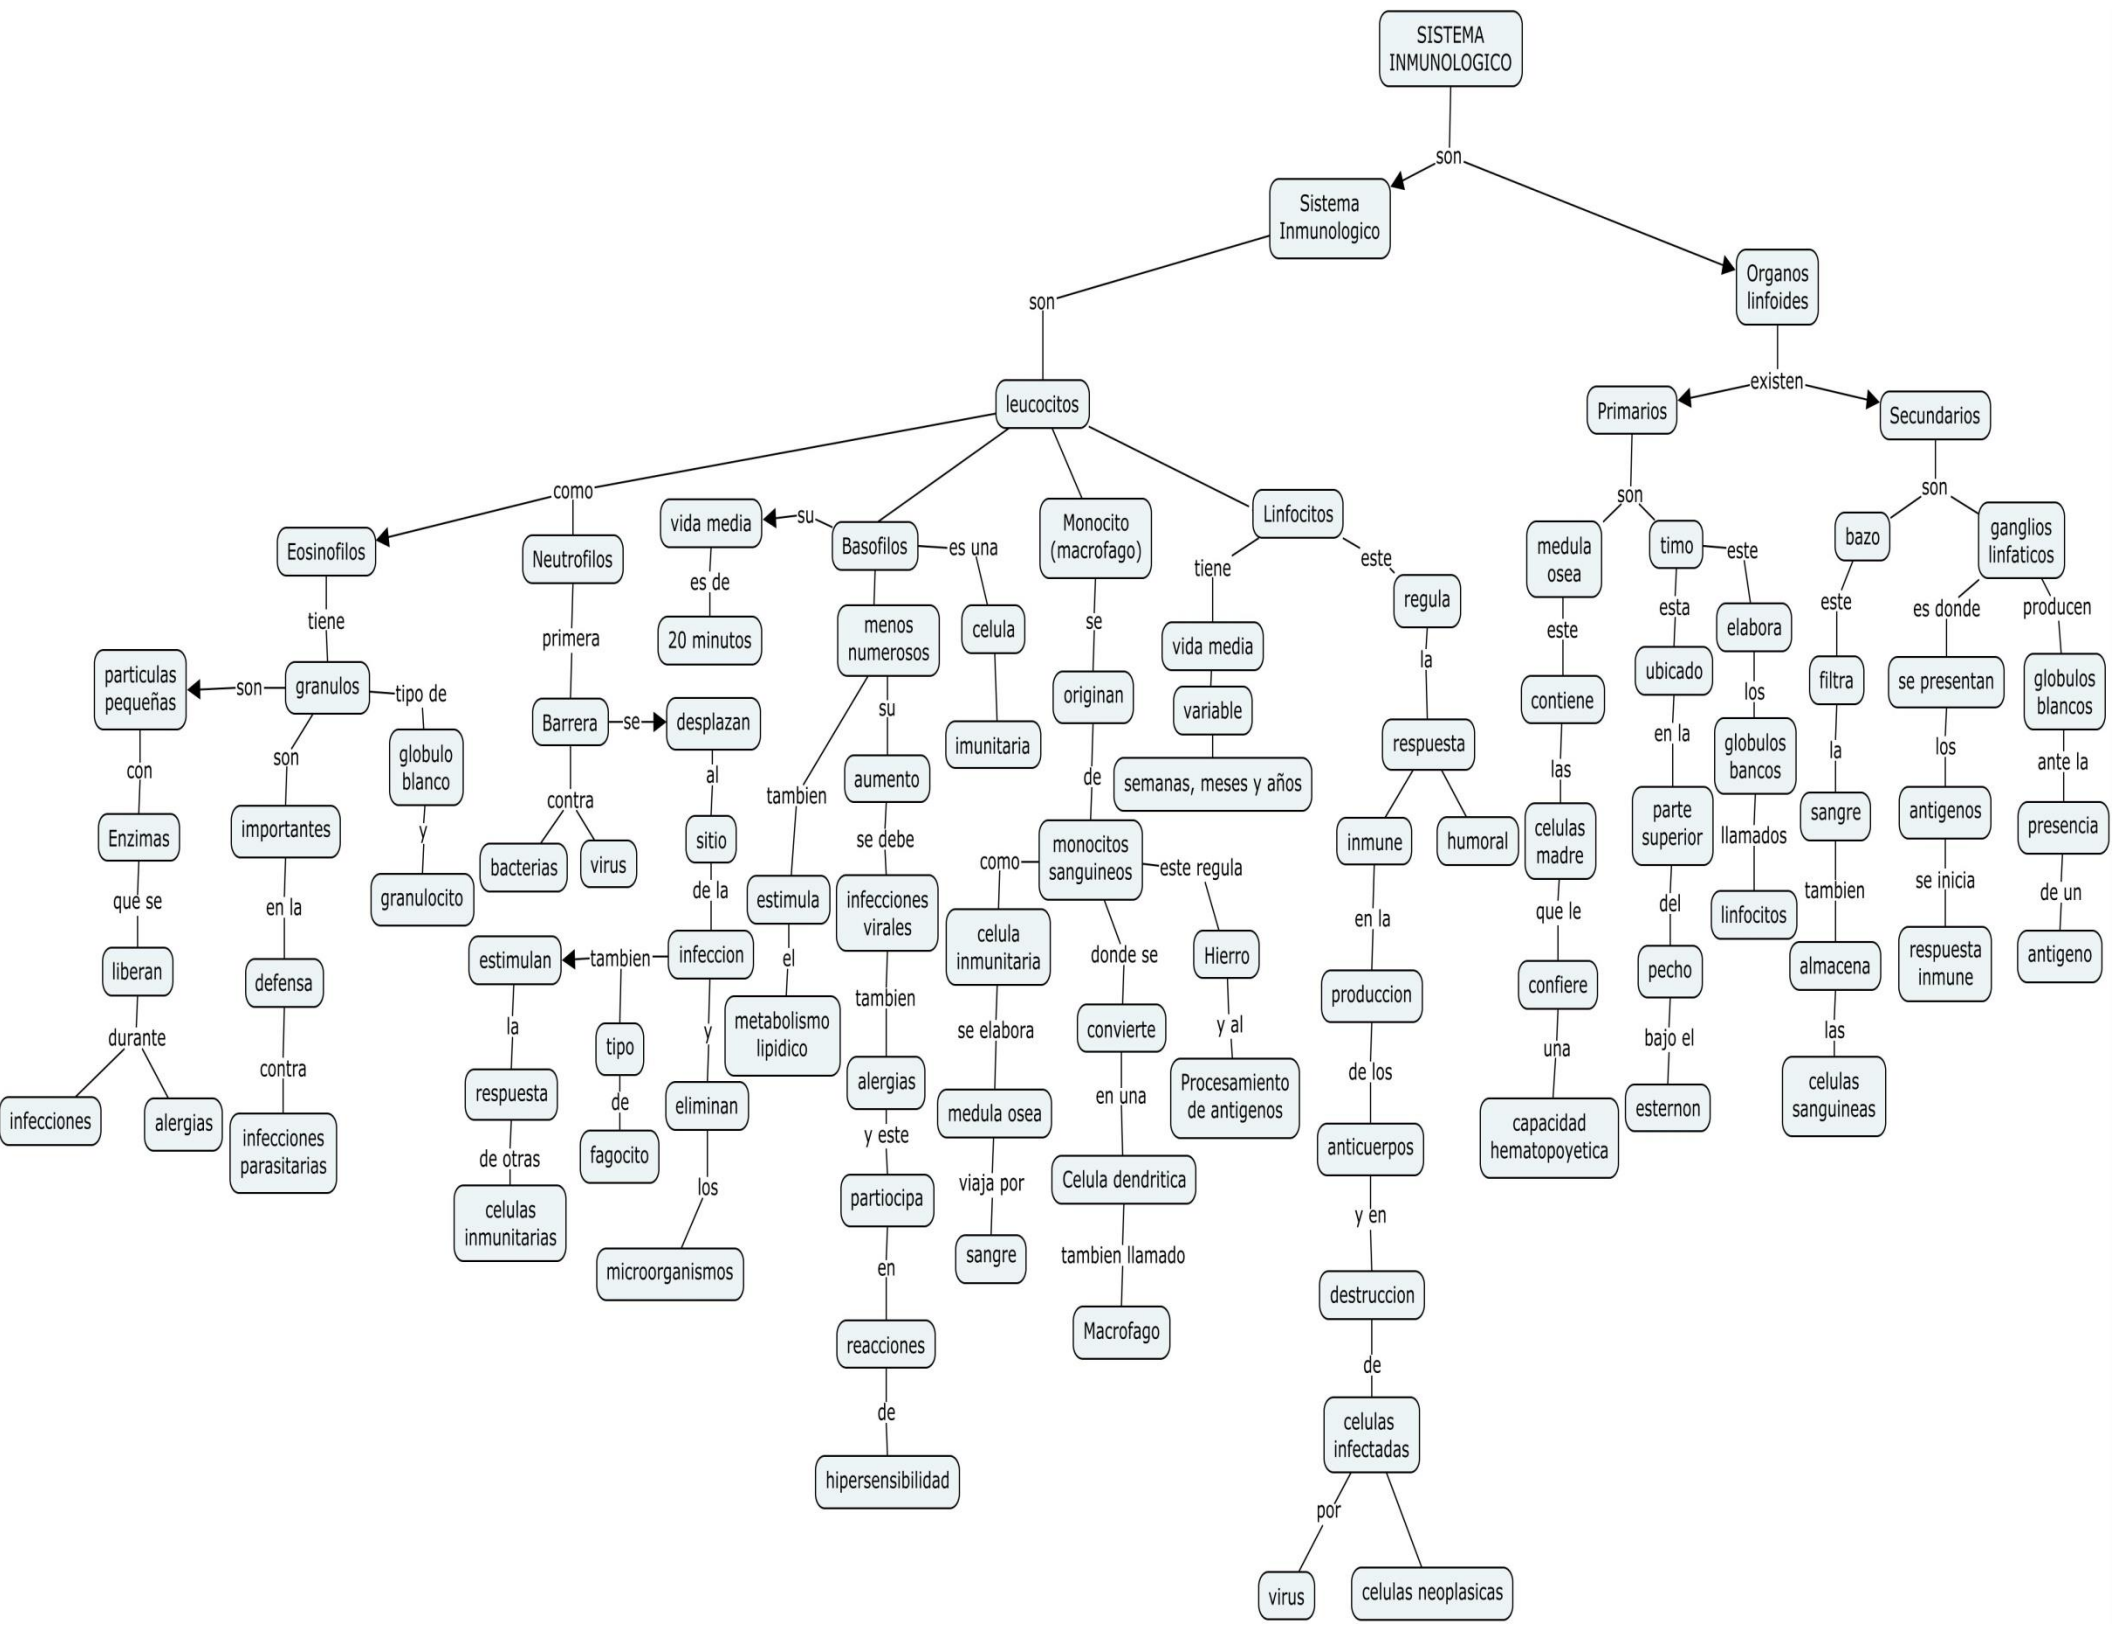 SISTEMA
INMUNOLOGICO
son
Sistema
Inmunologico
Organos
linfoides
son
existen
leucocitos
Primarios
Secundarios
como
Eosinofilos
tiene
granulos
son
particulas
pequeñas
con
Enzimas
que se
liberan
durante
infecciones
alergias
son
importantes
en la
defensa
contra
infecciones
parasitarias
tipo de
globulo
blanco
y
granulocito
Neutrofilos
primera
Barrera
contra
bacterias
virus
se
desplazan
al
sitio
de la
infeccion
tambien
estimulan
la
respuesta
de otras
celulas
inmunitarias
tipo
de
fagocito
y
eliminan
los
microorganismos
Basofilos
su
vida media
es de
20 minutos
menos
numerosos
tambien
estimula
el
metabolismo
lipidico
su
aumento
se debe
infecciones
virales
tambien
alergias
y este
partiocipa
en
reacciones
de
hipersensibilidad
es una
celula
imunitaria
Monocito
(macrofago)
se
originan
de
monocitos
sanguineos
como
celula
inmunitaria
se elabora
medula osea
viaja por
sangre
donde se
convierte
en una
Celula dendritica
tambien llamado
Macrofago
este regula
Hierro
y al
Procesamiento
de antigenos
Linfocitos
tiene
vida media
variable
semanas, meses y años
este
regula
la
respuesta
inmune
humoral
en la
produccion
de los
anticuerpos
y en
destruccion
de
celulas
infectadas
por
virus
celulas neoplasicas
son
medula
osea
este
contiene
las
celulas
madre
que le
confiere
una
capacidad
hematopoyetica
timo
esta
ubicado
en la
parte
superior
del
pecho
bajo el
esternon
este
elabora
los
globulos
bancos
llamados
linfocitos
son
bazo
este
filtra
la
sangre
tambien
almacena
las
celulas
sanguineas
ganglios
linfaticos
es donde
se presentan
los
antigenos
se inicia
respuesta
inmune
producen
globulos
blancos
ante la
presencia
de un
antigeno